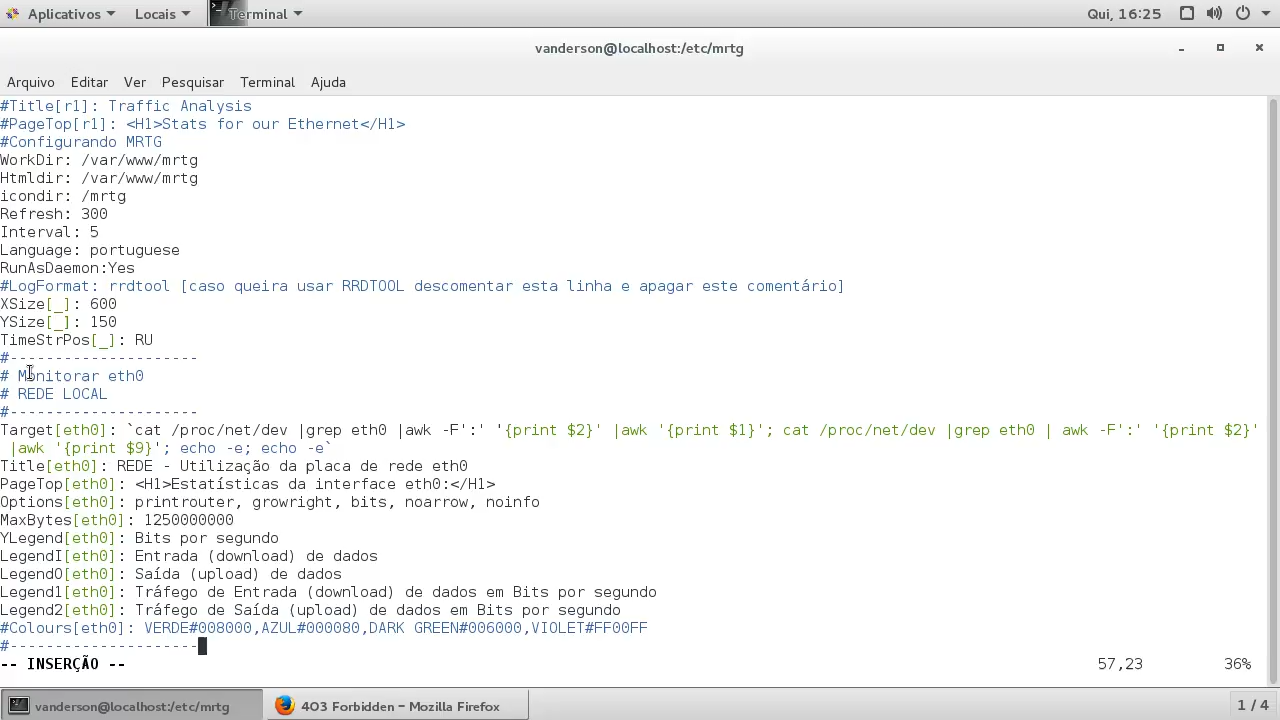 Aplicativos Locais Terminal Qui, 16:25
vanderson@localhost:/etc/mrtg
Arquivo Editar Ver Pesquisar Terminal Ajuda
#Title[r1]: Traffic Analysis
#PageTop[r1]: <H1>Stats for our Ethernet</H1>
#Configurando MRTG
WorkDir: /var/www/mrtg
Htmldir: /var/www/mrtg
icondir: /mrtg
Refresh: 300
Interval: 5
Language: portuguese
RunAsDaemon:Yes
#LogFormat: rrdtool [caso queira usar RRDTOOL descomentar esta linha e apagar este comentário]
XSize[_]: 600
YSize[_]: 150
TimeStrPos[_]: RU
#---------------------
# Monitorar eth0
# REDE LOCAL
#---------------------
Target[eth0]: `cat /proc/net/dev |grep eth0 |awk -F':' '{print $2}' |awk '{print $1}'; cat /proc/net/dev |grep eth0 | awk -F':' '{print $2}'
 |awk '{print $9}'; echo -e; echo -e`
Title[eth0]: REDE - Utilização da placa de rede eth0
PageTop[eth0]: <H1>Estatísticas da interface eth0:</H1>
Options[eth0]: printrouter, growright, bits, noarrow, noinfo
MaxBytes[eth0]: 1250000000
YLegend[eth0]: Bits por segundo
LegendI[eth0]: Entrada (download) de dados
LegendO[eth0]: Saída (upload) de dados
Legend1[eth0]: Tráfego de Entrada (download) de dados em Bits por segundo
Legend2[eth0]: Tráfego de Saída (upload) de dados em Bits por segundo
#Colours[eth0]: VERDE#008000,AZUL#000080,DARK GREEN#006000,VIOLET#FF00FF
#---------------------
-- INSERÇÃO -- 57,23 36%
vanderson@localhost:/etc/mrtg 403 Forbidden - Mozilla Firefox 1 / 4